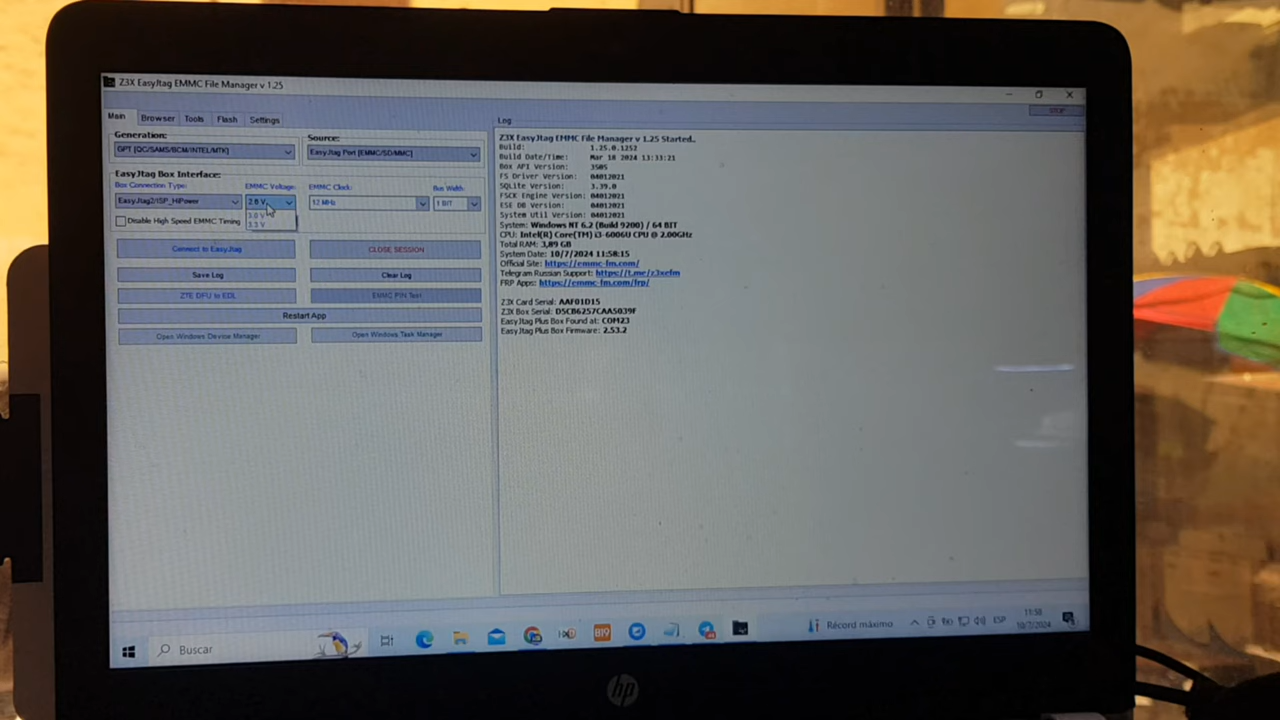 Z3X EasyJtag EMMC File Manager v 1.25
Main Browser Tools Flash Settings
Generation:
GPT [QC/SAMS/BCM/INTEL/MTK]
Source:
EasyJtag Port [EMMC/SD/MMC]
EasyJtag Box Interface:
Box Connection Type:
EasyJtag2/ISP_HiPower
EMMC Voltage:
2.8 V
3.0 V
3.3 V
EMMC Clock:
12 MHz
Bus Width:
1 BIT
Disable High Speed EMMC Timing
Connect to EasyJtag
CLOSE SESSION
Save Log
Clear Log
ZTE DFU to EDL
EMMC PIN Test
Restart App
Open Windows Device Manager
Open Windows Task Manager
STOP
Log:
Z3X EasyJtag EMMC File Manager v 1.25 Started..
Build: 1.25.0.1252
Build Date/Time: Mar 18 2024 13:33:21
Box API Version: 3505
FS Driver Version: 04012021
SQLite Version: 3.39.0
FSCK Engine Version: 04012021
ESE DB Version: 04012021
System Util Version: 04012021
System: Windows NT 6.2 (Build 9200) / 64 BIT
CPU: Intel(R) Core(TM) i3-6006U CPU @ 2.00GHz
Total RAM: 3,89 GB
System Date: 10/7/2024 11:58:15
Official Site: https://emmc-fm.com/
Telegram Russian Support: https://t.me/z3xefm
FRP Apps: https://emmc-fm.com/frp/
Z3X Card Serial: AAF01D15
Z3X Box Serial: D5CB6257CAA5039F
EasyJtag Plus Box Found at: COM23
EasyJtag Plus Box Firmware: 2.53.2
Buscar
B19
Récord máximo
ESP
11:58
10/7/2024
hp